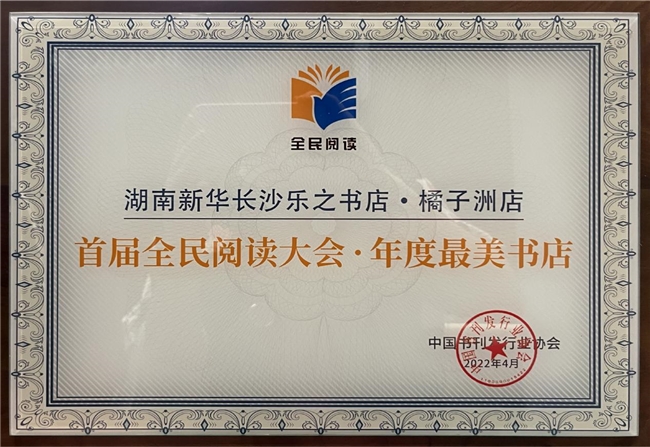 全民阅读
湖南新华长沙乐之书店·橘子洲店
首届全民阅读大会·年度最美书店
中国书刊发行业协会
2022年4月